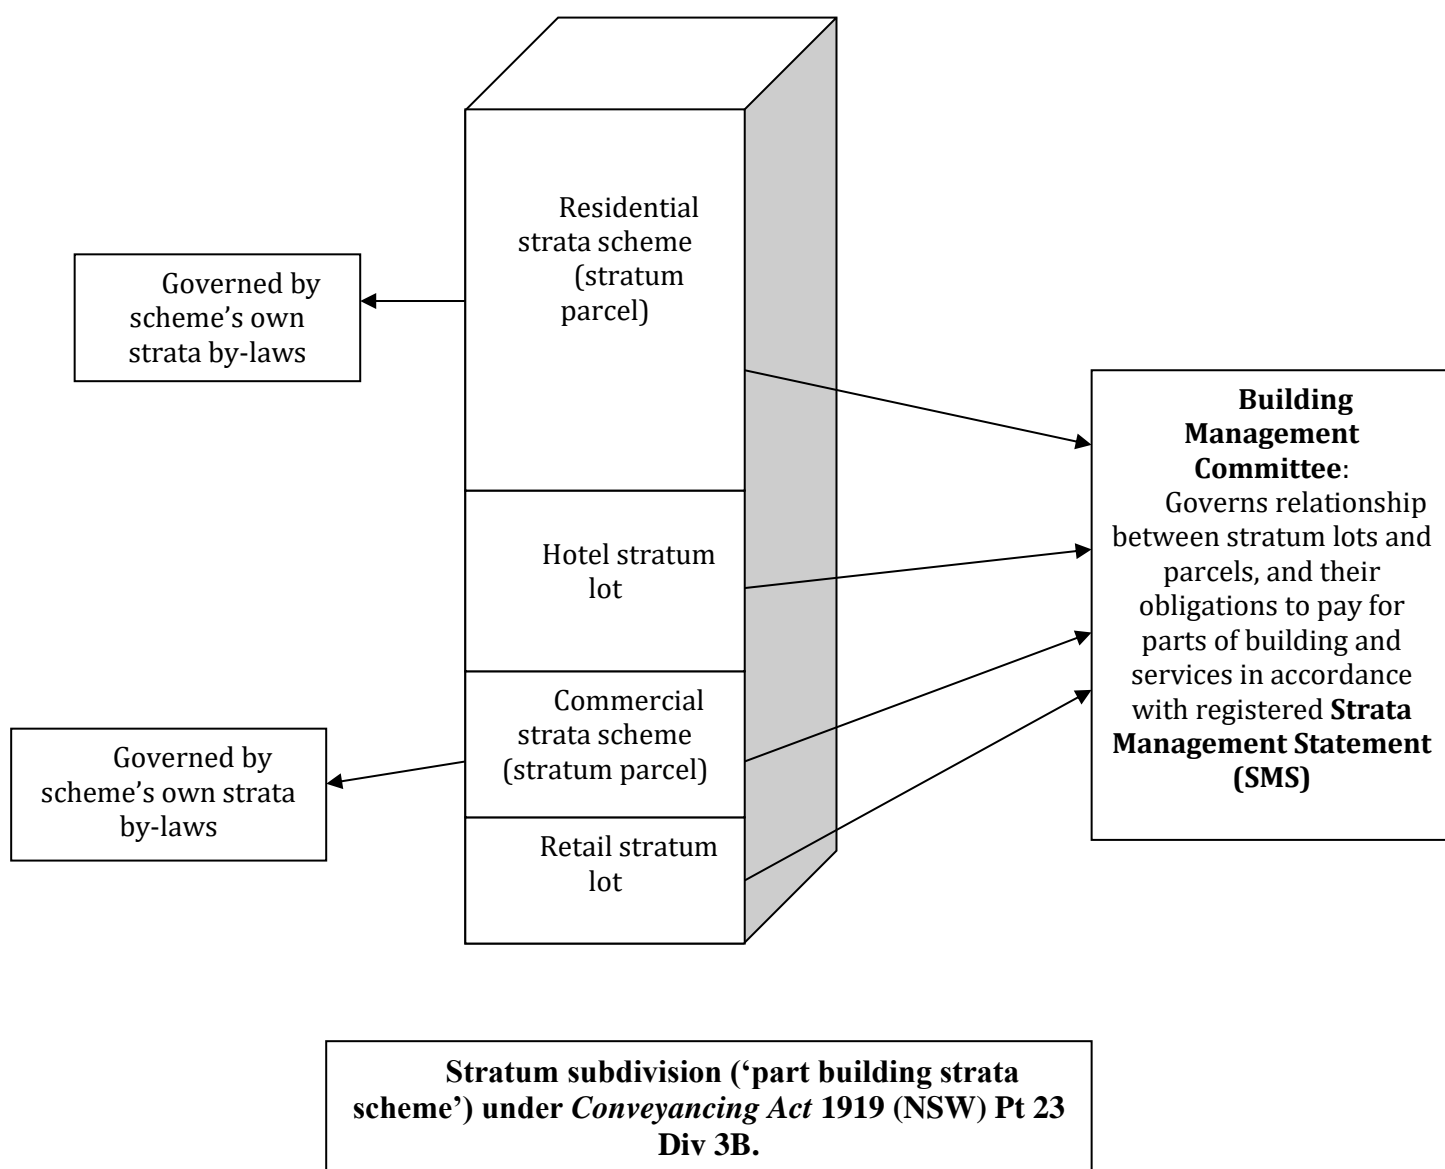 Residential
strata scheme
(stratum
parcel)
Governed by
scheme’s own
strata by-laws
Building
Management
Committee:
Governs relationship
between stratum lots and
parcels, and their
obligations to pay for
parts of building and
services in accordance
with registered Strata
Management Statement
(SMS)
Hotel stratum
lot
Commercial
strata scheme
(stratum parcel)
Governed by
scheme’s own strata
by-laws
Retail stratum
lot
Stratum subdivision (‘part building strata
scheme’) under Conveyancing Act 1919 (NSW) Pt 23
Div 3B.